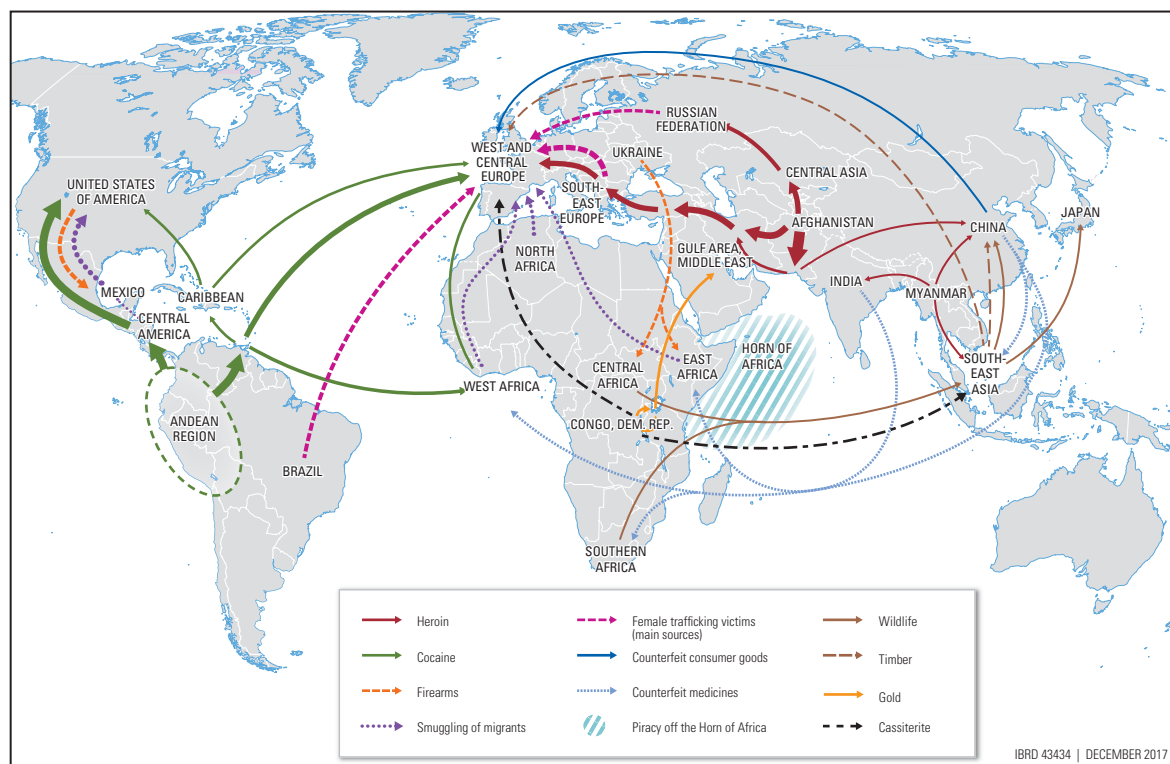 RUSSIAN
FEDERATION
WEST AND
CENTRAL
EUROPE
UKRAINE
CENTRAL ASIA
UNITED STATES
OF AMERICA
SOUTH-
EAST
EUROPE
AFGHANISTAN
JAPAN
CHINA
GULF AREA/
MIDDLE EAST
NORTH
AFRICA
INDIA
MYANMAR
MEXICO
CARIBBEAN
CENTRAL
AMERICA
HORN OF
AFRICA
SOUTH-
EAST
ASIA
EAST
AFRICA
CENTRAL
AFRICA
WEST AFRICA
ANDEAN
REGION
CONGO, DEM. REP.
BRAZIL
SOUTHERN
AFRICA
Heroin
Female trafficking victims
(main sources)
Wildlife
Cocaine
Counterfeit consumer goods
Timber
Firearms
Counterfeit medicines
Gold
Smuggling of migrants
Piracy off the Horn of Africa
Cassiterite
IBRD 43434 | DECEMBER 2017